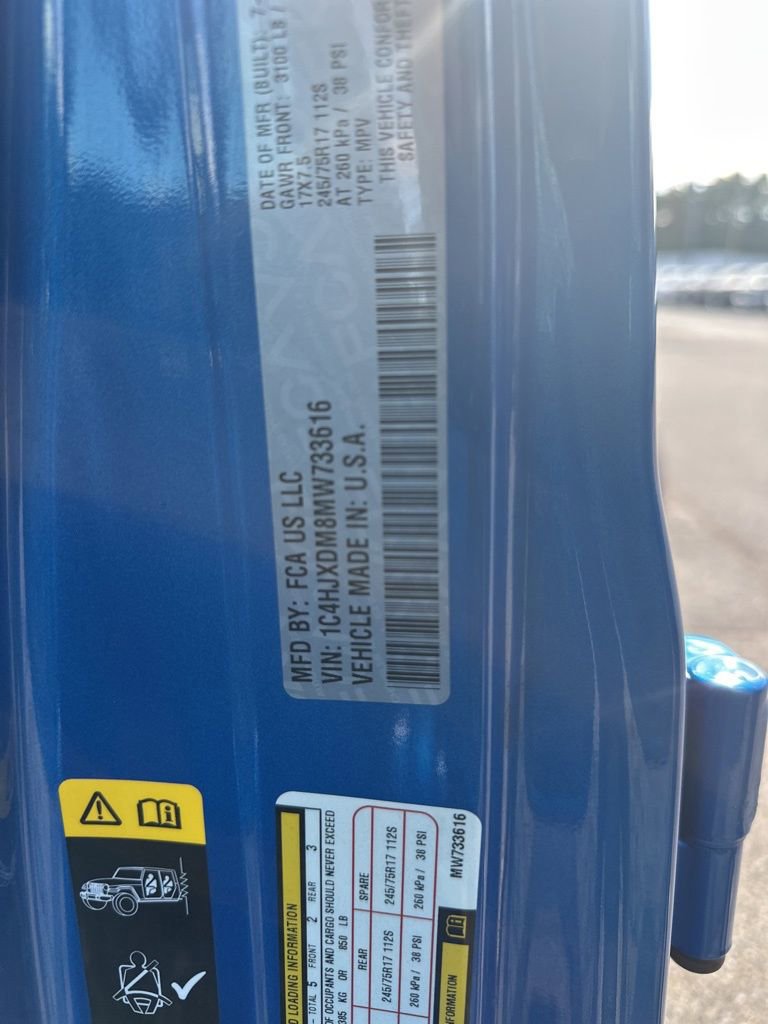 MFD BY: FCA US LLC
VIN: 1C4HJXDM8MW733616
VEHICLE MADE IN: U.S.A.
DATE OF MFR (BUILT): 7-
GAWR FRONT: 3100 LB /
17X7.5
245/75R17 112S
AT 260 kPa / 38 PSI
TYPE: MPV
THIS VEHICLE CONFOR
SAFETY AND THEFT
D LOADING INFORMATION
TOTAL 5 FRONT 2 REAR 3
OF OCCUPANTS AND CARGO SHOULD NEVER EXCEED
385 KG OR 850 LB
REAR SPARE
245/75R17 112S 245/75R17 112S
260 kPa / 38 PSI 260 kPa / 38 PSI
FORMATION
MW733616